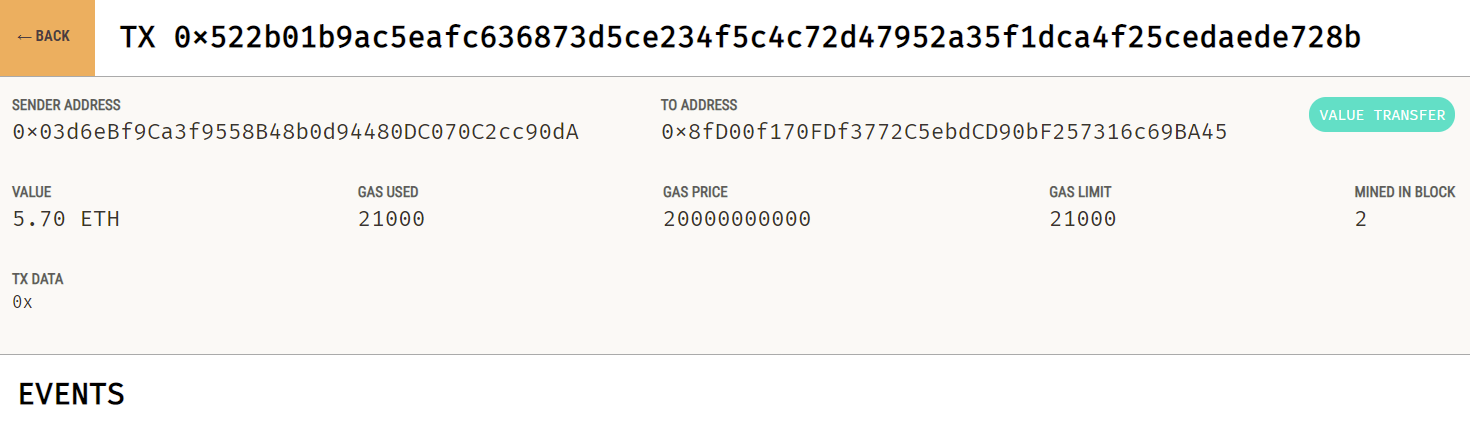 ← BACK
TX 0×522b01b9ac5eafc636873d5ce234f5c4c72d47952a35f1dca4f25cedaede728b
SENDER ADDRESS
0×03d6eBf9Ca3f9558B48b0d94480DC070C2cc90dA
TO ADDRESS
0×8fD00f170FDf3772C5ebdCD90bF257316c69BA45
VALUE TRANSFER
VALUE
5.70 ETH
GAS USED
21000
GAS PRICE
20000000000
GAS LIMIT
21000
MINED IN BLOCK
2
TX DATA
0x
EVENTS